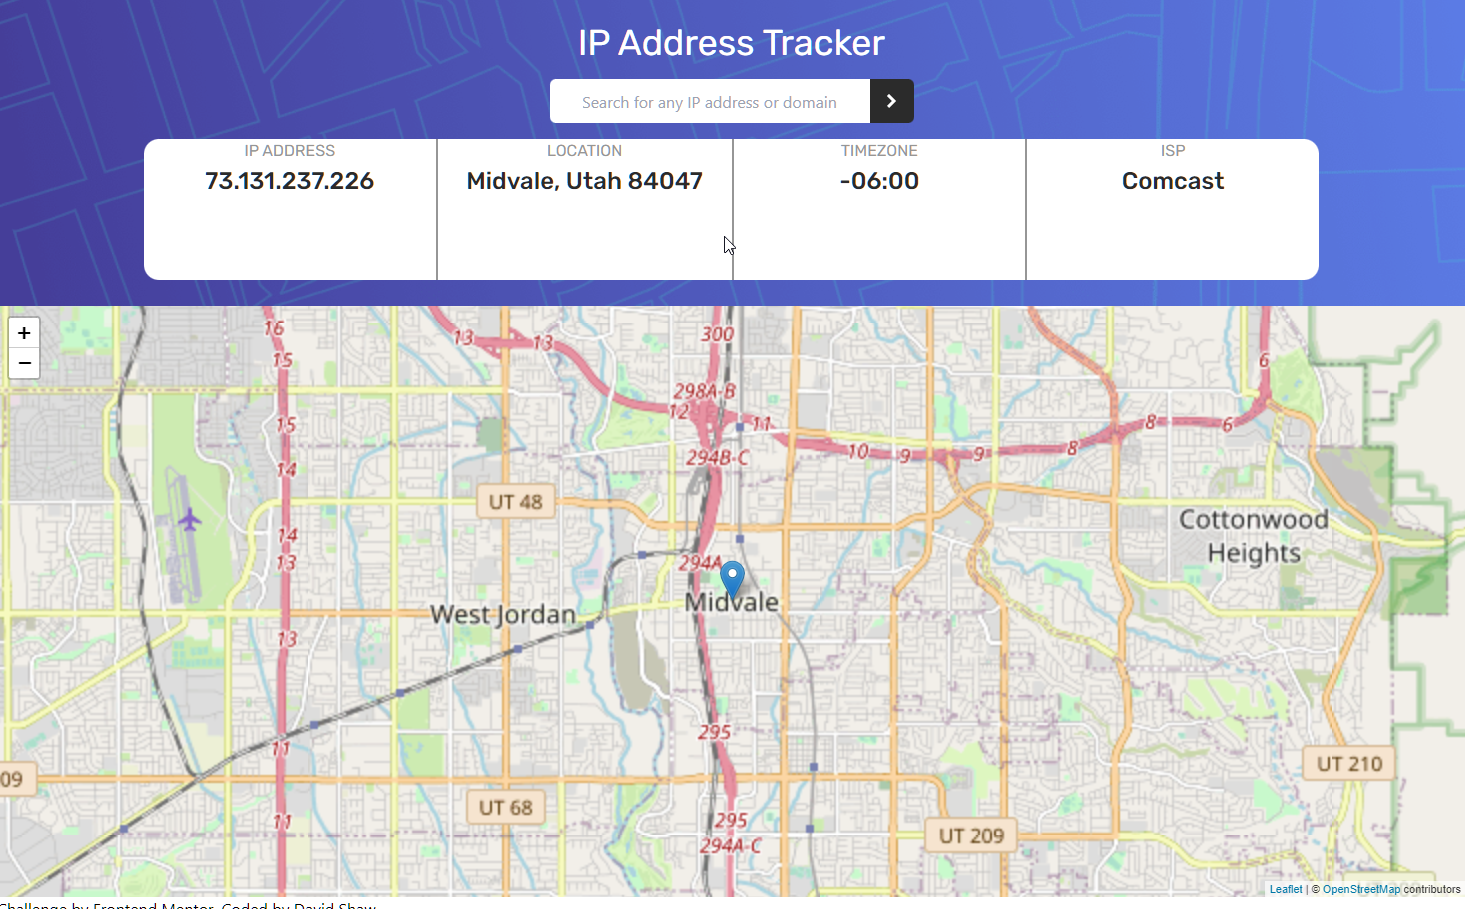 IP Address Tracker
Search for any IP address or domain
IP ADDRESS
73.131.237.226
LOCATION
Midvale, Utah 84047
TIMEZONE
-06:00
ISP
Comcast
+
−
16
13
13
300
15
6
298A-B
12
11
15
8
6
10
9
9
8
294B-C
14
UT 48
Cottonwood
Heights
14
13
294A
Midvale
West Jordan
13
295
11
UT 210
09
UT 68
11
295
UT 209
294A-C
Leaflet | © OpenStreetMap contributors
Challenge by Frontend Mentor. Coded by David Shaw.